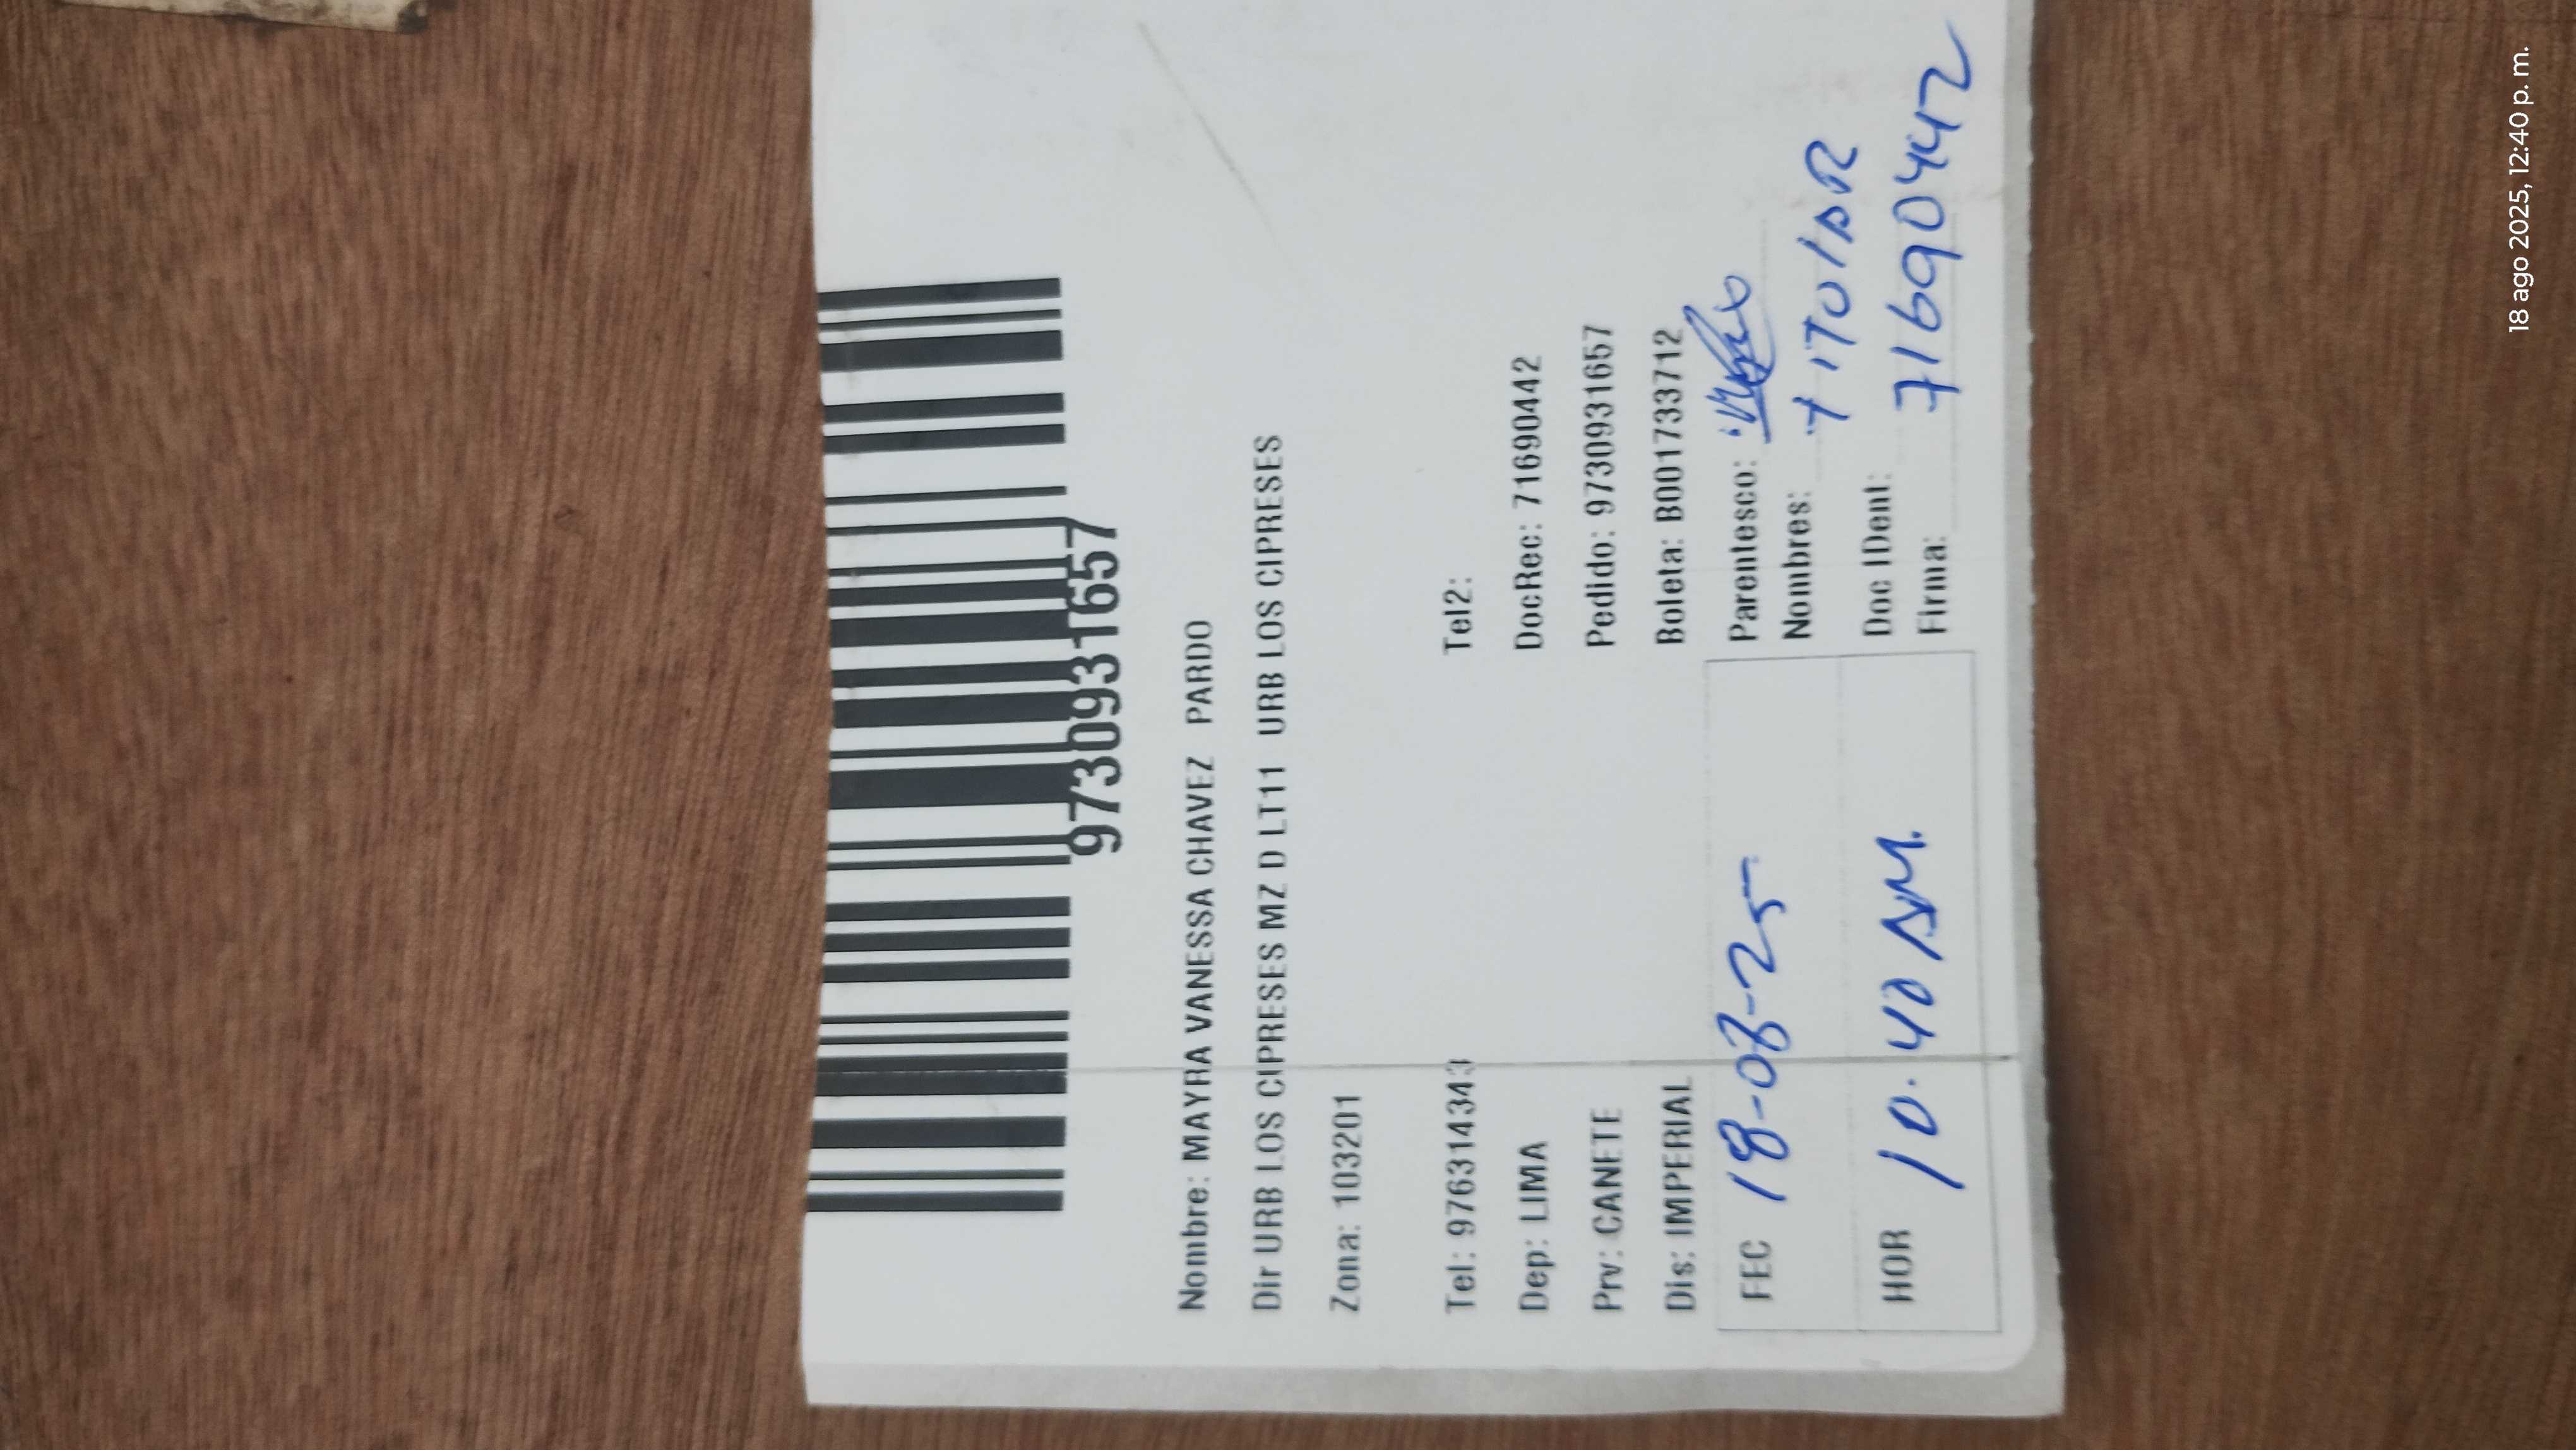 9730931657
Nombre: MAYRA VANESSA CHAVEZ PARDO
Dir URB LOS CIPRESES MZ D LT11 URB LOS CIPRESES
Zona: 103201
Tel.: 976314343 Tel2:
Dep: LIMA DocRec: 71690442
Prv: CANETE Pedido: 9730931657
Dis: IMPERIAL Boleta: B001733712
FEC 18-08-25 Parentesco:
Nombres: TITULAR
HOR 10.40 AM. Doc IDent: 71690442
Firma:
18 ago 2025, 12:40 p. m.